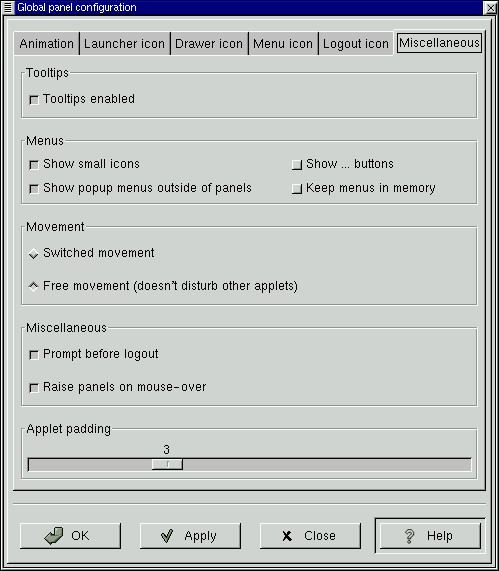 Global panel configuration
Animation Launcher icon Drawer icon Menu icon Logout icon Miscellaneous
Tooltips
Tooltips enabled
Menus
Show small icons Show ... buttons
Show popup menus outside of panels Keep menus in memory
Movement
Switched movement
Free movement (doesn't disturb other applets)
Miscellaneous
Prompt before logout
Raise panels on mouse-over
Applet padding
3
OK Apply Close Help